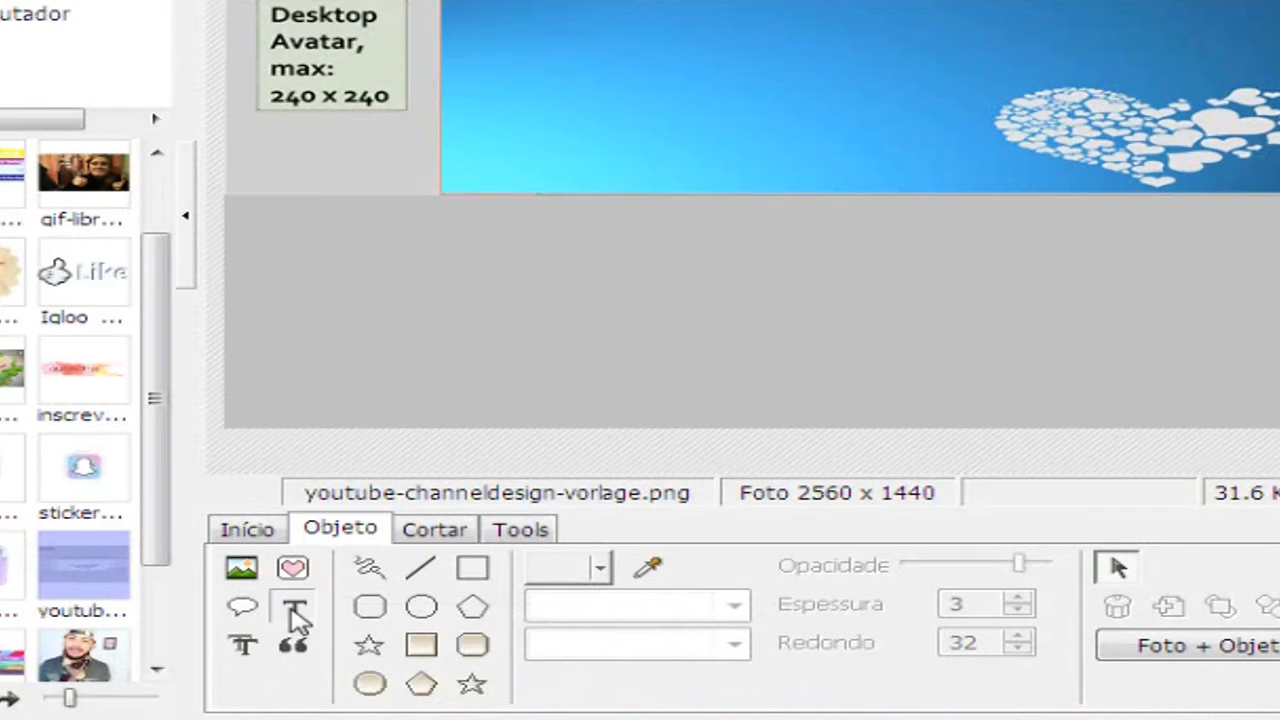 utador
Desktop
Avatar,
max:
240 x 240
gif-libr...
Like
Igloo ...
inscrev...
sticker...
youtub...
youtube-channeldesign-vorlage.png
Foto 2560 x 1440
31.6 K
Início
Objeto
Cortar
Tools
Opacidade
Espessura
3
Redondo
32
Foto + Objet